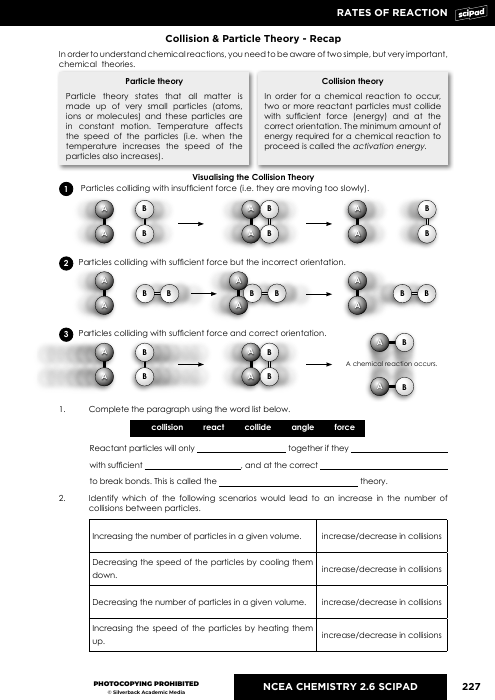 RATES OF REACTION scipad
Collision & Particle Theory - Recap
In order to understand chemical reactions, you need to be aware of two simple, but very important,
chemical theories.
Particle theory
Particle theory states that all matter is
made up of very small particles (atoms,
ions or molecules) and these particles are
in constant motion. Temperature affects
the speed of the particles (i.e. when the
temperature increases the speed of the
particles also increases).
Collision theory
In order for a chemical reaction to occur,
two or more reactant particles must collide
with sufficient force (energy) and at the
correct orientation. The minimum amount of
energy required for a chemical reaction to
proceed is called the activation energy.
Visualising the Collision Theory
1 Particles colliding with insufficient force (i.e. they are moving too slowly).
A B A B A B
A B A B A B
2 Particles colliding with sufficient force but the incorrect orientation.
A A A
B B B B B B
A A A
3 Particles colliding with sufficient force and correct orientation.
A B A B A B
A chemical reaction occurs.
A B A B A B
1. Complete the paragraph using the word list below.
collision react collide angle force
Reactant particles will only ____ together if they ____
with sufficient ____, and at the correct ____
to break bonds. This is called the ____ theory.
2. Identify which of the following scenarios would lead to an increase in the number of
collisions between particles.
Increasing the number of particles in a given volume. increase/decrease in collisions
Decreasing the speed of the particles by cooling them
down.
increase/decrease in collisions
Decreasing the number of particles in a given volume. increase/decrease in collisions
Increasing the speed of the particles by heating them
up.
increase/decrease in collisions
PHOTOCOPYING PROHIBITED
© Silverback Academic Media
NCEA CHEMISTRY 2.6 SCIPAD 227